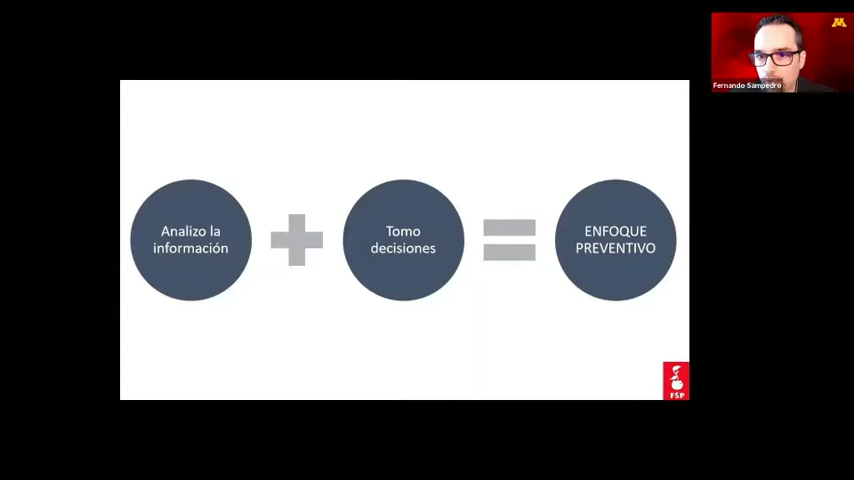 Fernando Sampedro
Analizo la
información
Tomo
decisiones
ENFOQUE
PREVENTIVO
FSP